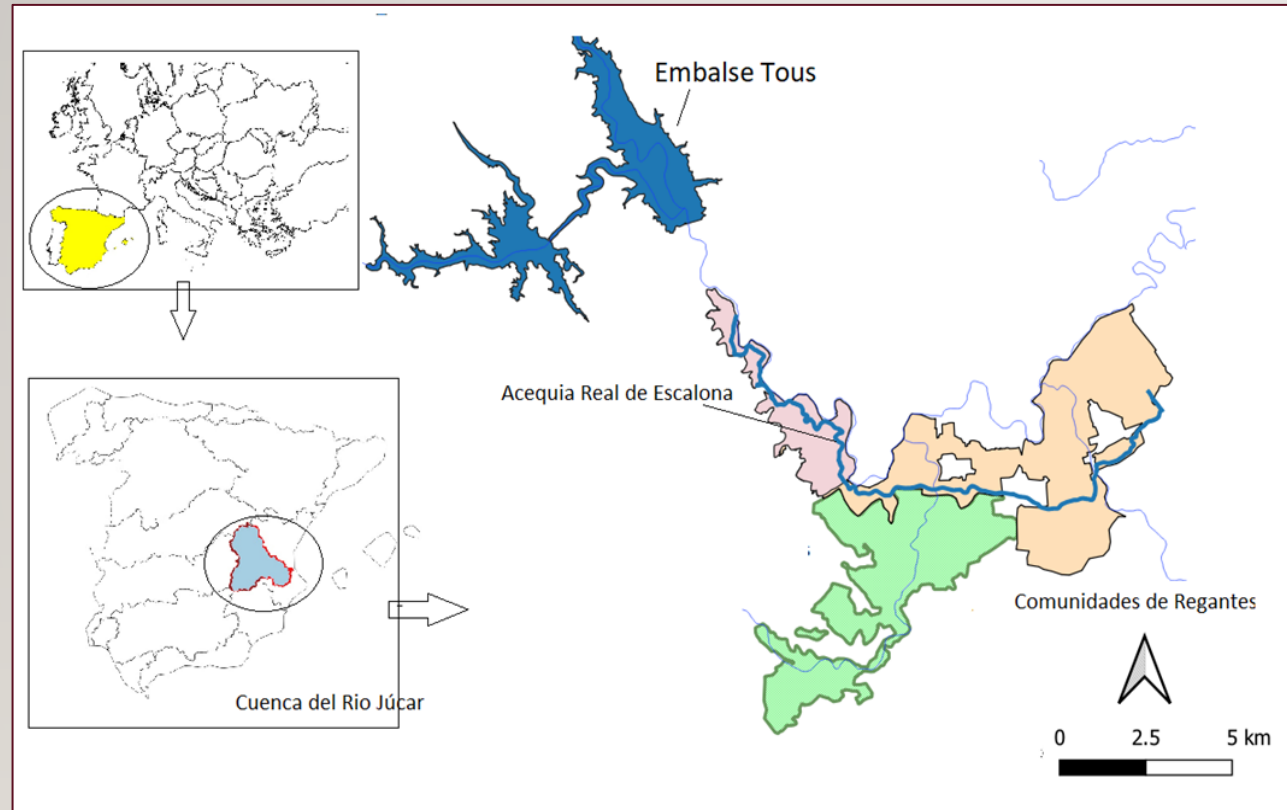 Embalse Tous
Acequia Real de Escalona
Cuenca del Rio Júcar
Comunidades de Regantes
0 2.5 5 km